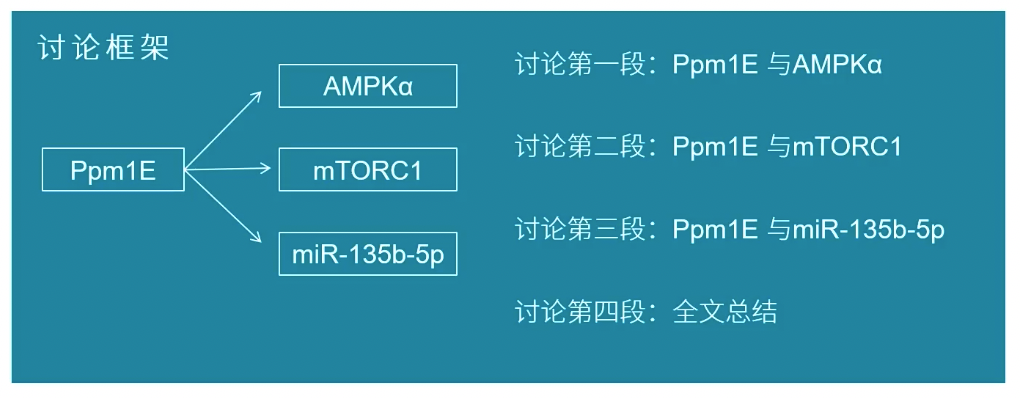 讨论框架
Ppm1E
AMPKα
mTORC1
miR-135b-5p
讨论第一段：Ppm1E 与AMPKα
讨论第二段：Ppm1E 与mTORC1
讨论第三段：Ppm1E 与miR-135b-5p
讨论第四段：全文总结